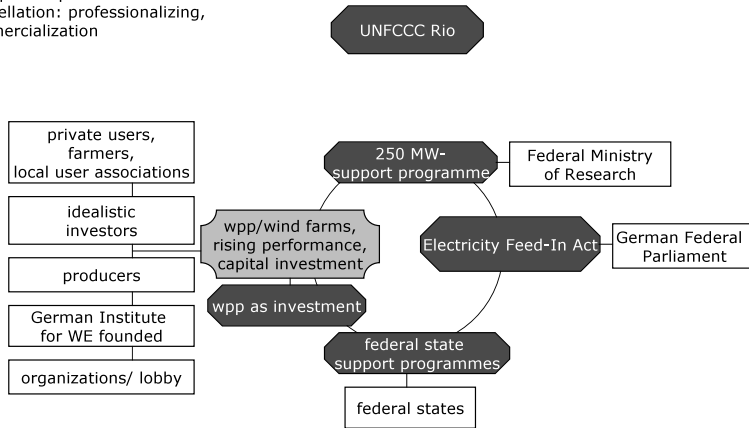 ellation: professionalizing,
ercialization
UNFCCC Rio
private users,
farmers,
local user associations
idealistic
investors
producers
German Institute
for WE founded
organizations/ lobby
wpp/wind farms,
rising performance,
capital investment
wpp as investment
250 MW-
support programme
Federal Ministry
of Research
Electricity Feed-In Act
German Federal
Parliament
federal state
support programmes
federal states